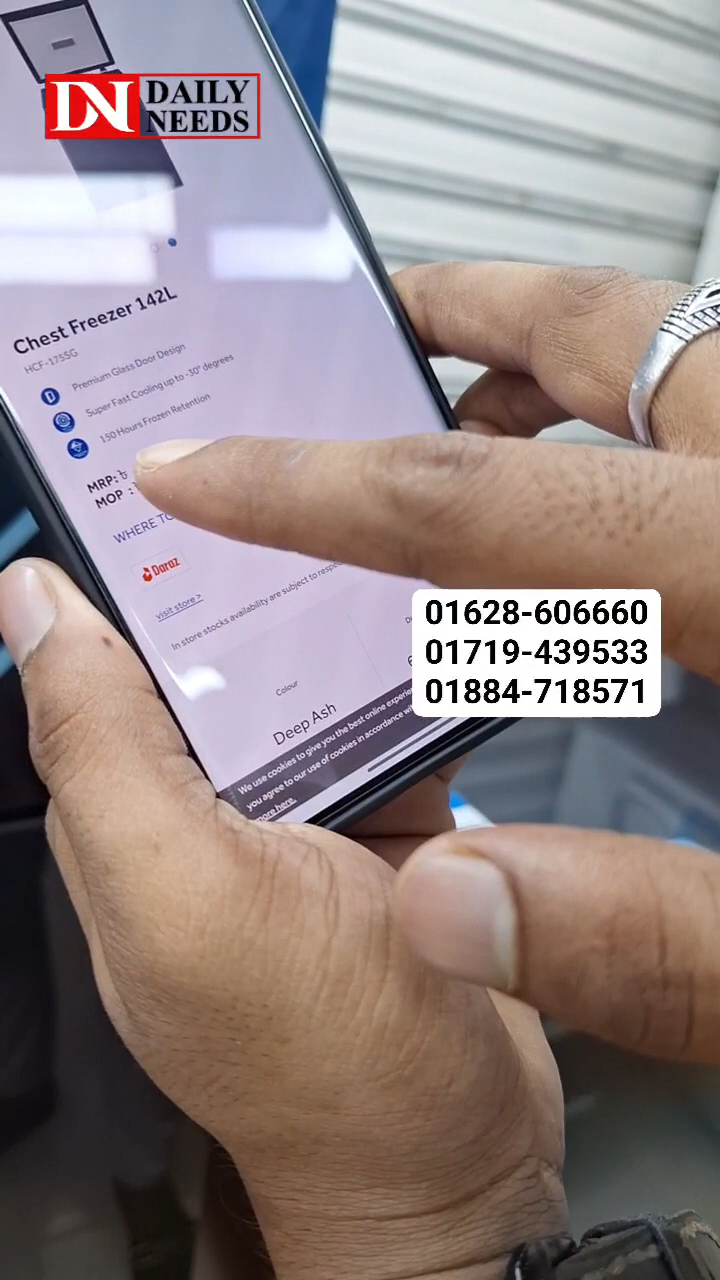 DN DAILY
NEEDS
Chest Freezer 142L
HCF-175SG
Premium Glass Door Design
Super Fast Cooling up to -30° degrees
150 Hours Frozen Retention
MRP: ৳
MOP :
WHERE TO
Daraz
visit store >
In store stocks availability are subject to
Colour
Deep Ash
We use cookies to give you the best online
you agree to our use of cookies in accordance
more here.
01628-606660
01719-439533
01884-718571